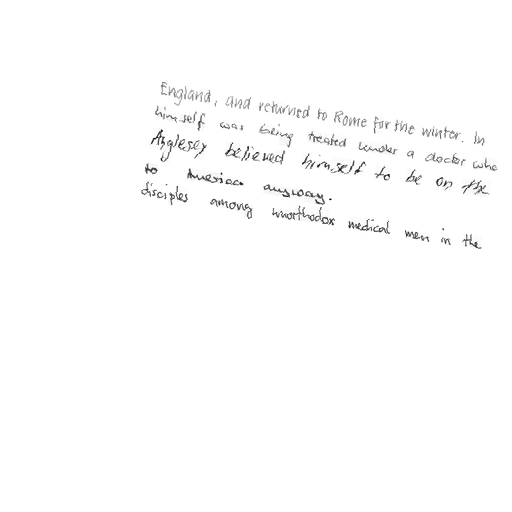 England, and returned to Rome for the winter. In
himself was being treated under a doctor who
Anglesey believed himself to be on the
to America anyway.
disciples among unorthodox medical men in the